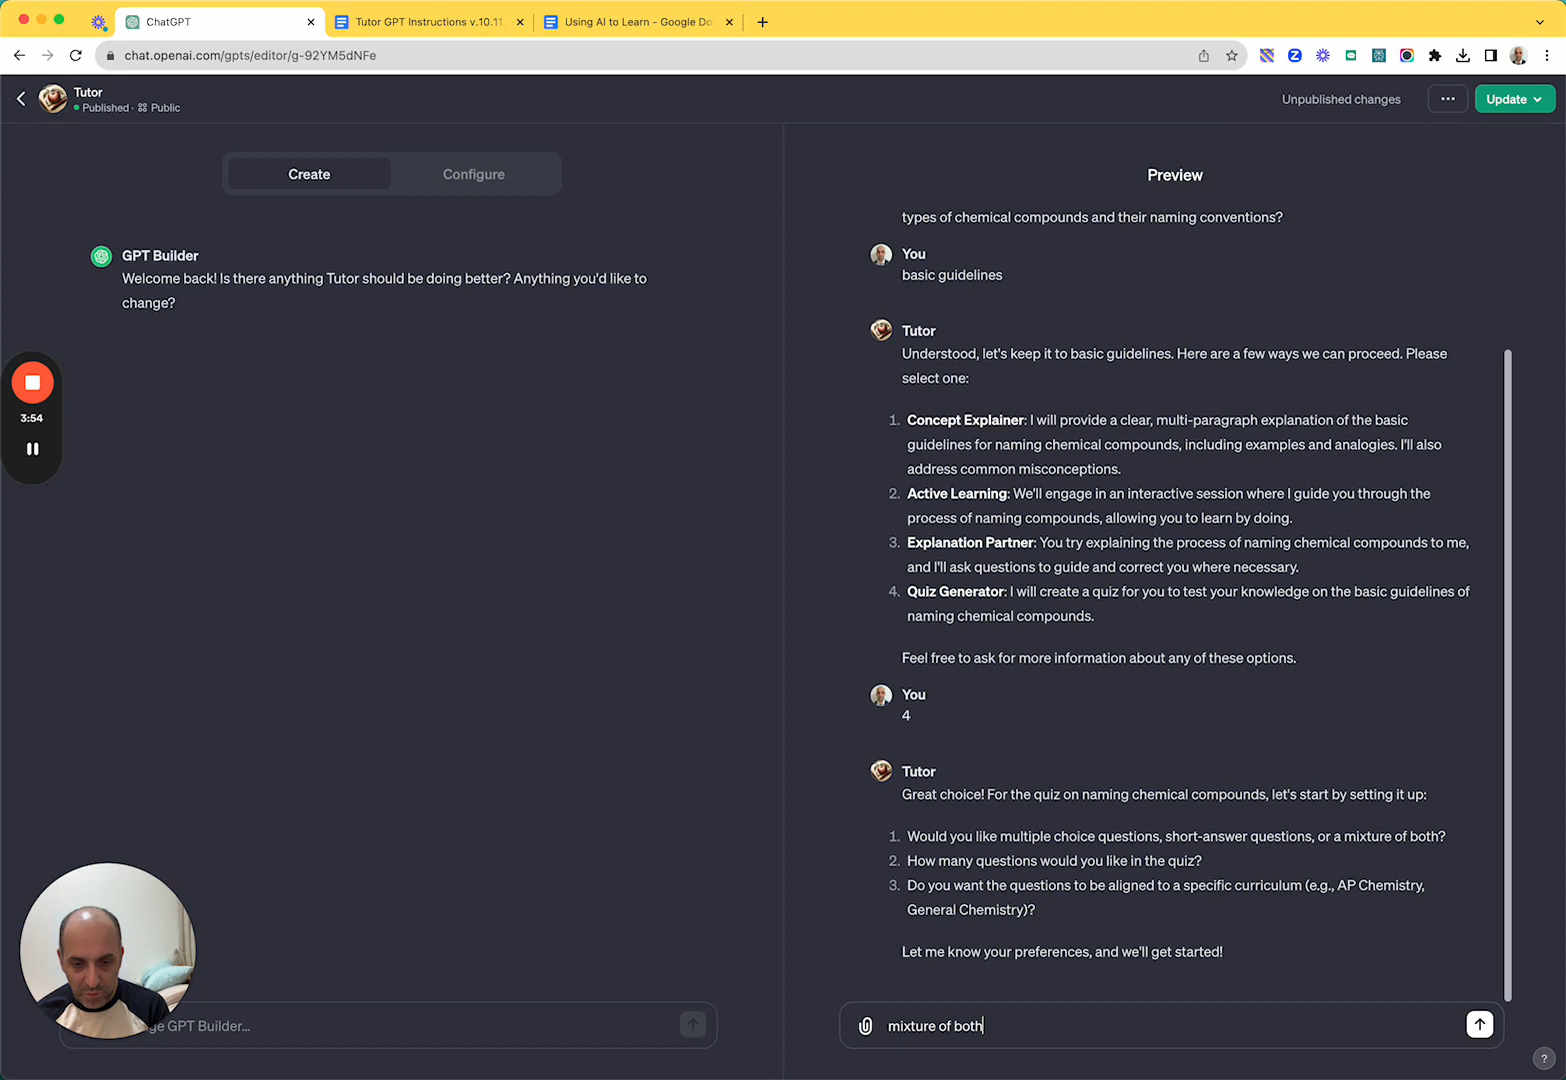 ChatGPT
Tutor GPT Instructions v.10.11.
Using AI to Learn - Google Do
chat.openai.com/gpts/editor/g-92YM5dNFe
Tutor
Published · Public
Unpublished changes
Update
Create
Configure
Preview
GPT Builder
Welcome back! Is there anything Tutor should be doing better? Anything you'd like to
change?
3:54
ge GPT Builder...
types of chemical compounds and their naming conventions?
You
basic guidelines
Tutor
Understood, let's keep it to basic guidelines. Here are a few ways we can proceed. Please
select one:
1. Concept Explainer: I will provide a clear, multi-paragraph explanation of the basic
guidelines for naming chemical compounds, including examples and analogies. I'll also
address common misconceptions.
2. Active Learning: We'll engage in an interactive session where I guide you through the
process of naming compounds, allowing you to learn by doing.
3. Explanation Partner: You try explaining the process of naming chemical compounds to me,
and I'll ask questions to guide and correct you where necessary.
4. Quiz Generator: I will create a quiz for you to test your knowledge on the basic guidelines of
naming chemical compounds.
Feel free to ask for more information about any of these options.
You
4
Tutor
Great choice! For the quiz on naming chemical compounds, let's start by setting it up:
1. Would you like multiple choice questions, short-answer questions, or a mixture of both?
2. How many questions would you like in the quiz?
3. Do you want the questions to be aligned to a specific curriculum (e.g., AP Chemistry,
General Chemistry)?
Let me know your preferences, and we'll get started!
mixture of both
?